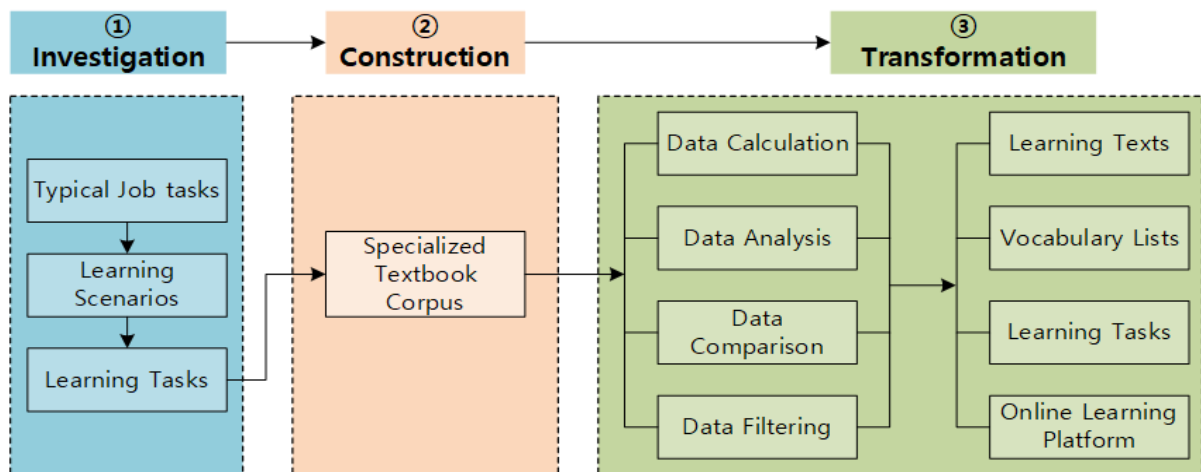 ①
Investigation
②
Construction
③
Transformation
Typical Job tasks
Learning
Scenarios
Learning Tasks
Specialized
Textbook
Corpus
Data Calculation
Data Analysis
Data
Comparison
Data Filtering
Learning Texts
Vocabulary Lists
Learning Tasks
Online Learning
Platform